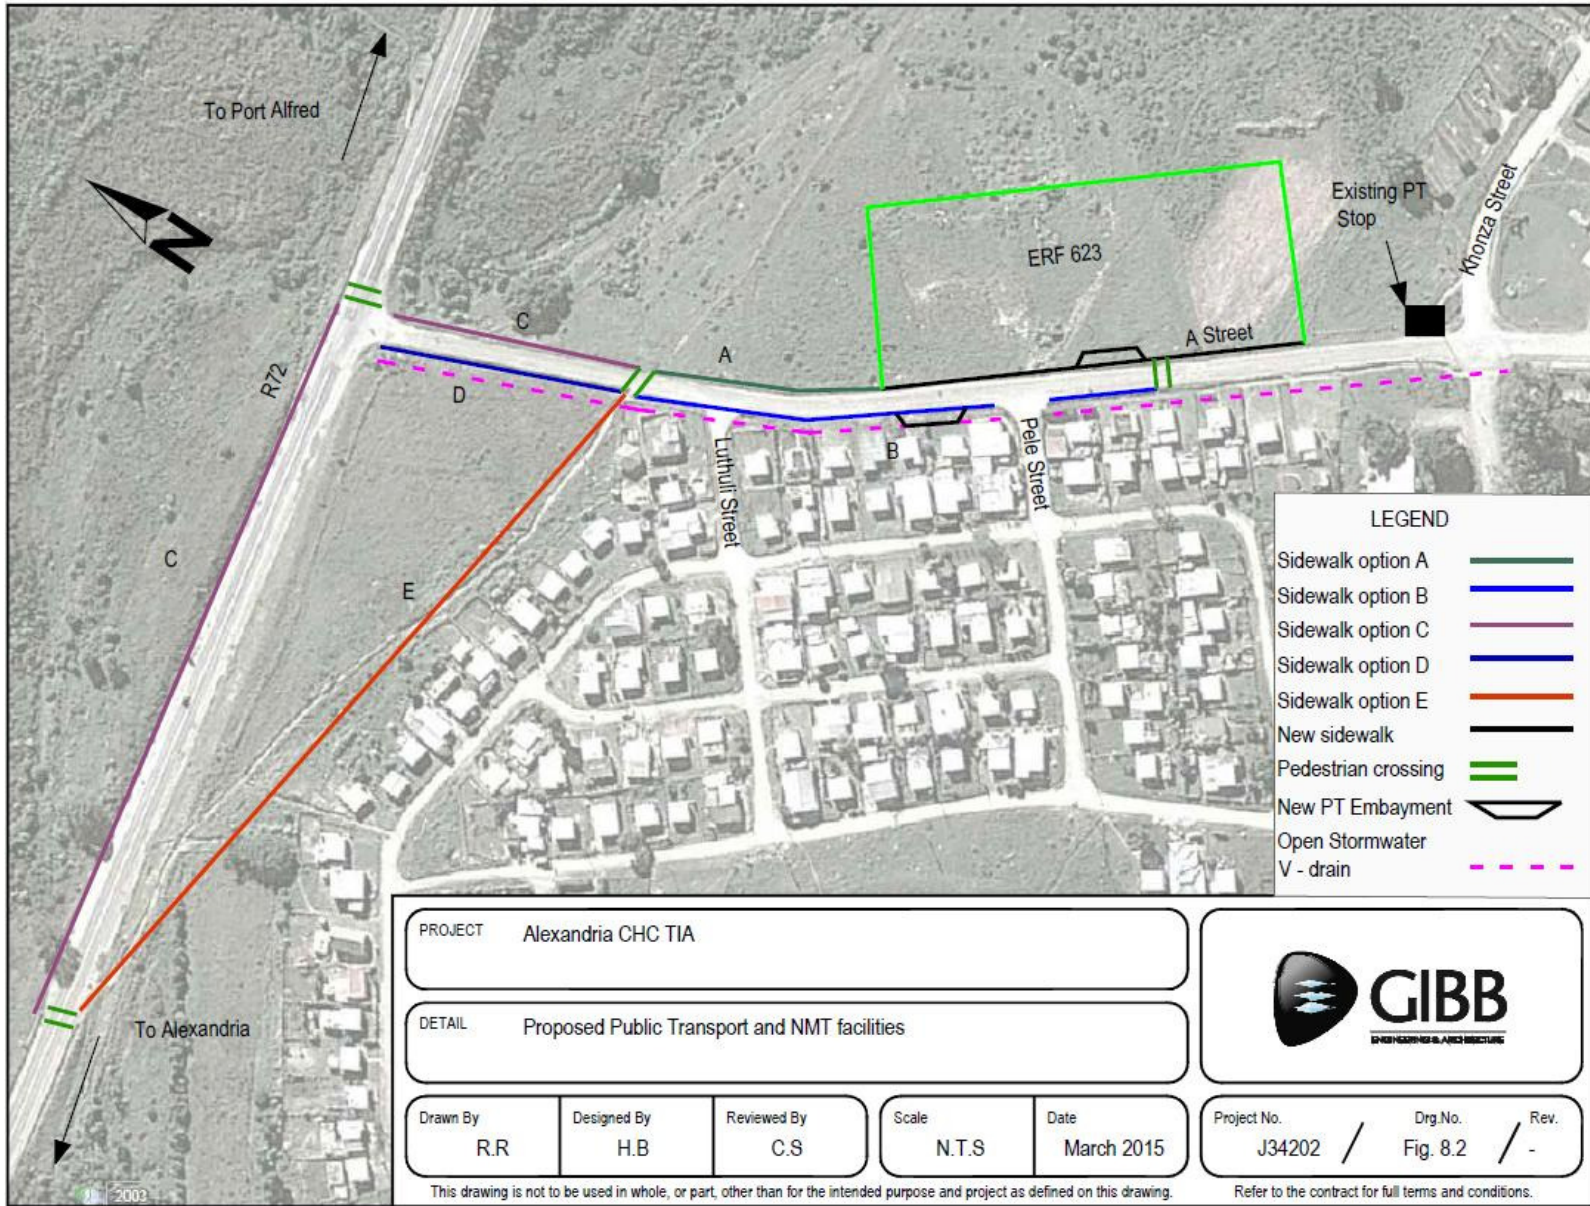 To Port Alfred
N
Existing PT
Stop
Khonza Street
ERF 623
A Street
C
A
R72
D
B
Luthuli Street
Pele Street
C
E
To Alexandria
LEGEND
Sidewalk option A
Sidewalk option B
Sidewalk option C
Sidewalk option D
Sidewalk option E
New sidewalk
Pedestrian crossing
New PT Embayment
Open Stormwater
V - drain
PROJECT Alexandria CHC TIA
DETAIL Proposed Public Transport and NMT facilities
GIBB
ENGINEERING & ARCHITECTURE
Drawn By Designed By Reviewed By Scale Date Project No. Drg.No. Rev.
R.R H.B C.S N.T.S March 2015 J34202 / Fig. 8.2 / -
This drawing is not to be used in whole, or part, other than for the intended purpose and project as defined on this drawing. Refer to the contract for full terms and conditions.
2003